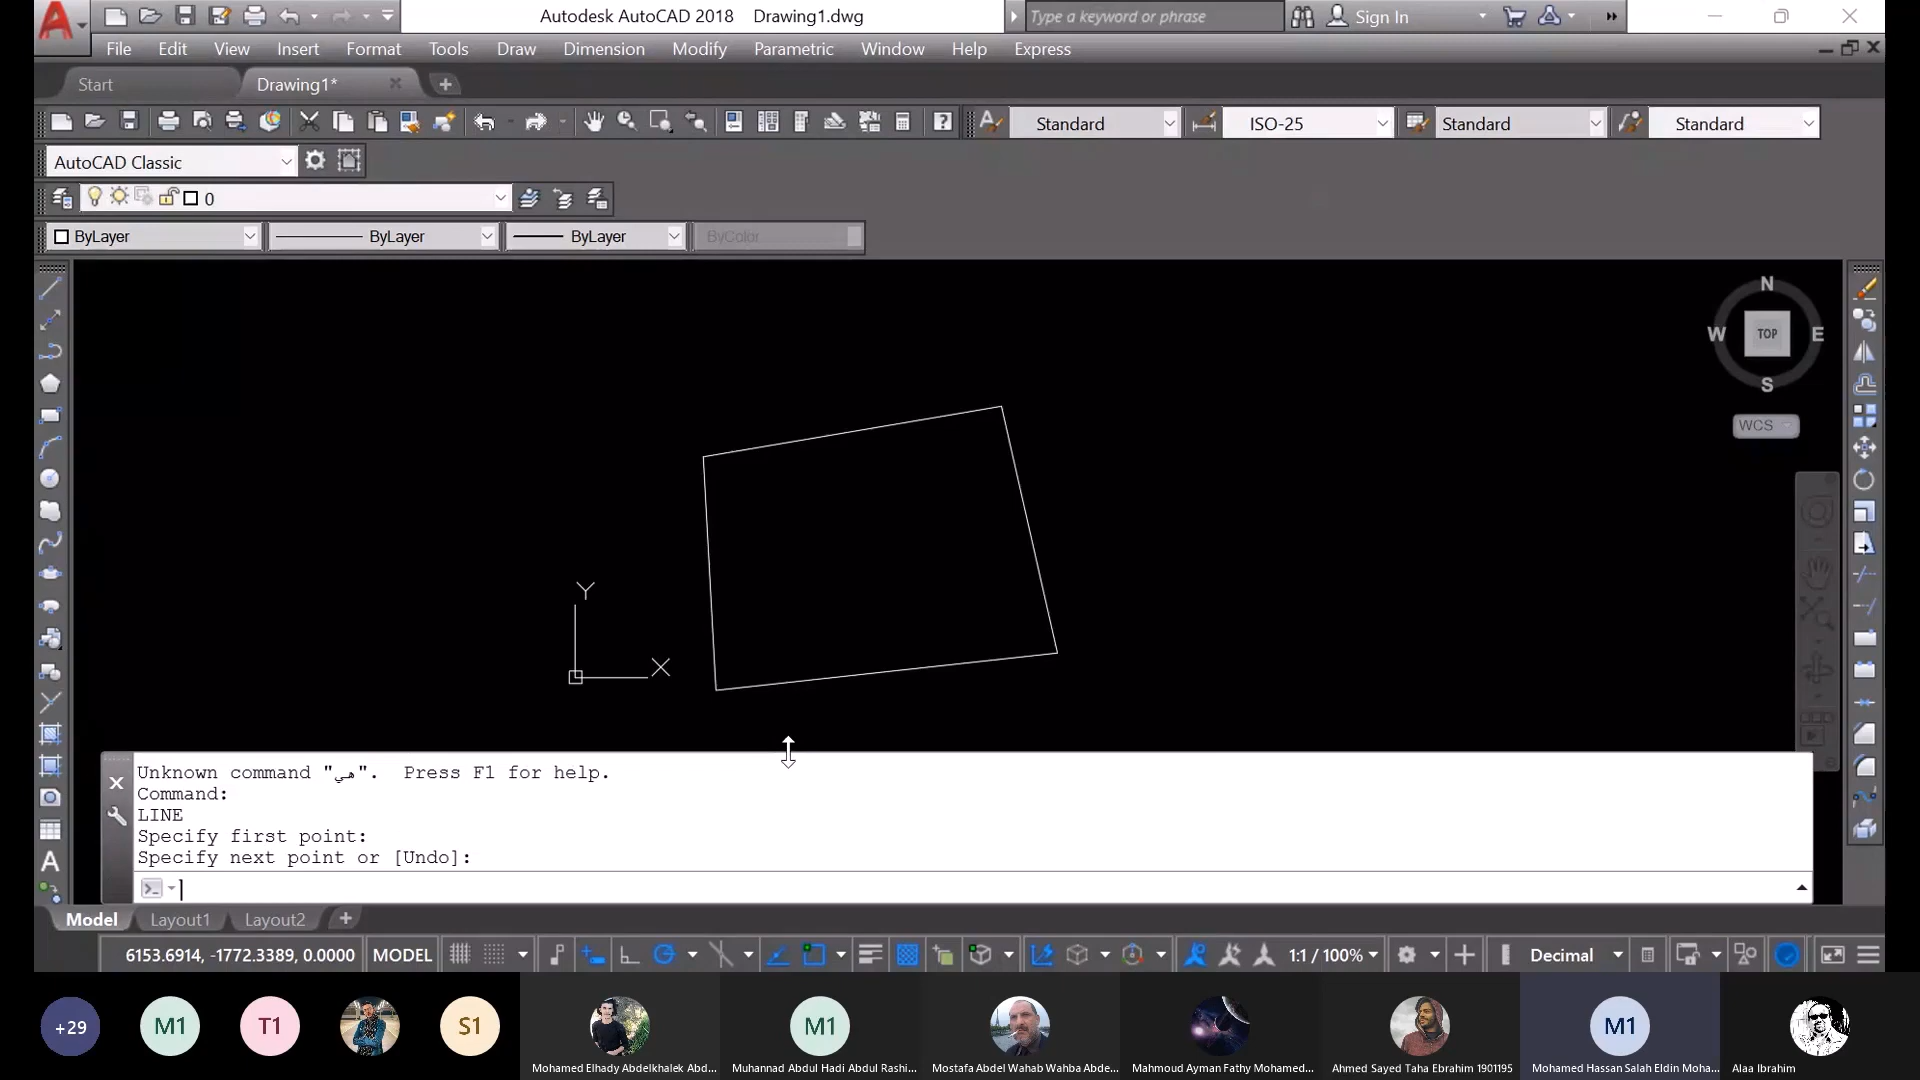 Autodesk AutoCAD 2018 Drawing1.dwg
Type a keyword or phrase
Sign In
File Edit View Insert Format Tools Draw Dimension Modify Parametric Window Help Express
Start
Drawing1*
Standard
ISO-25
Standard
Standard
AutoCAD Classic
0
ByLayer
ByLayer
ByLayer
ByColor
N
W
TOP
E
S
WCS
Y
X
Unknown command "هي". Press F1 for help.
Command:
LINE
Specify first point:
Specify next point or [Undo]:
Model
Layout1
Layout2
6153.6914, -1772.3389, 0.0000
MODEL
1:1 / 100%
Decimal
+29
M1
T1
S1
M1
M1
Mohamed Elhady Abdelkhalek Abd...
Muhannad Abdul Hadi Abdul Rashi...
Mostafa Abdel Wahab Wahba Abde...
Mahmoud Ayman Fathy Mohamed...
Ahmed Sayed Taha Ebrahim 1901195
Mohamed Hassan Salah Eldin Moha...
Alaa Ibrahim